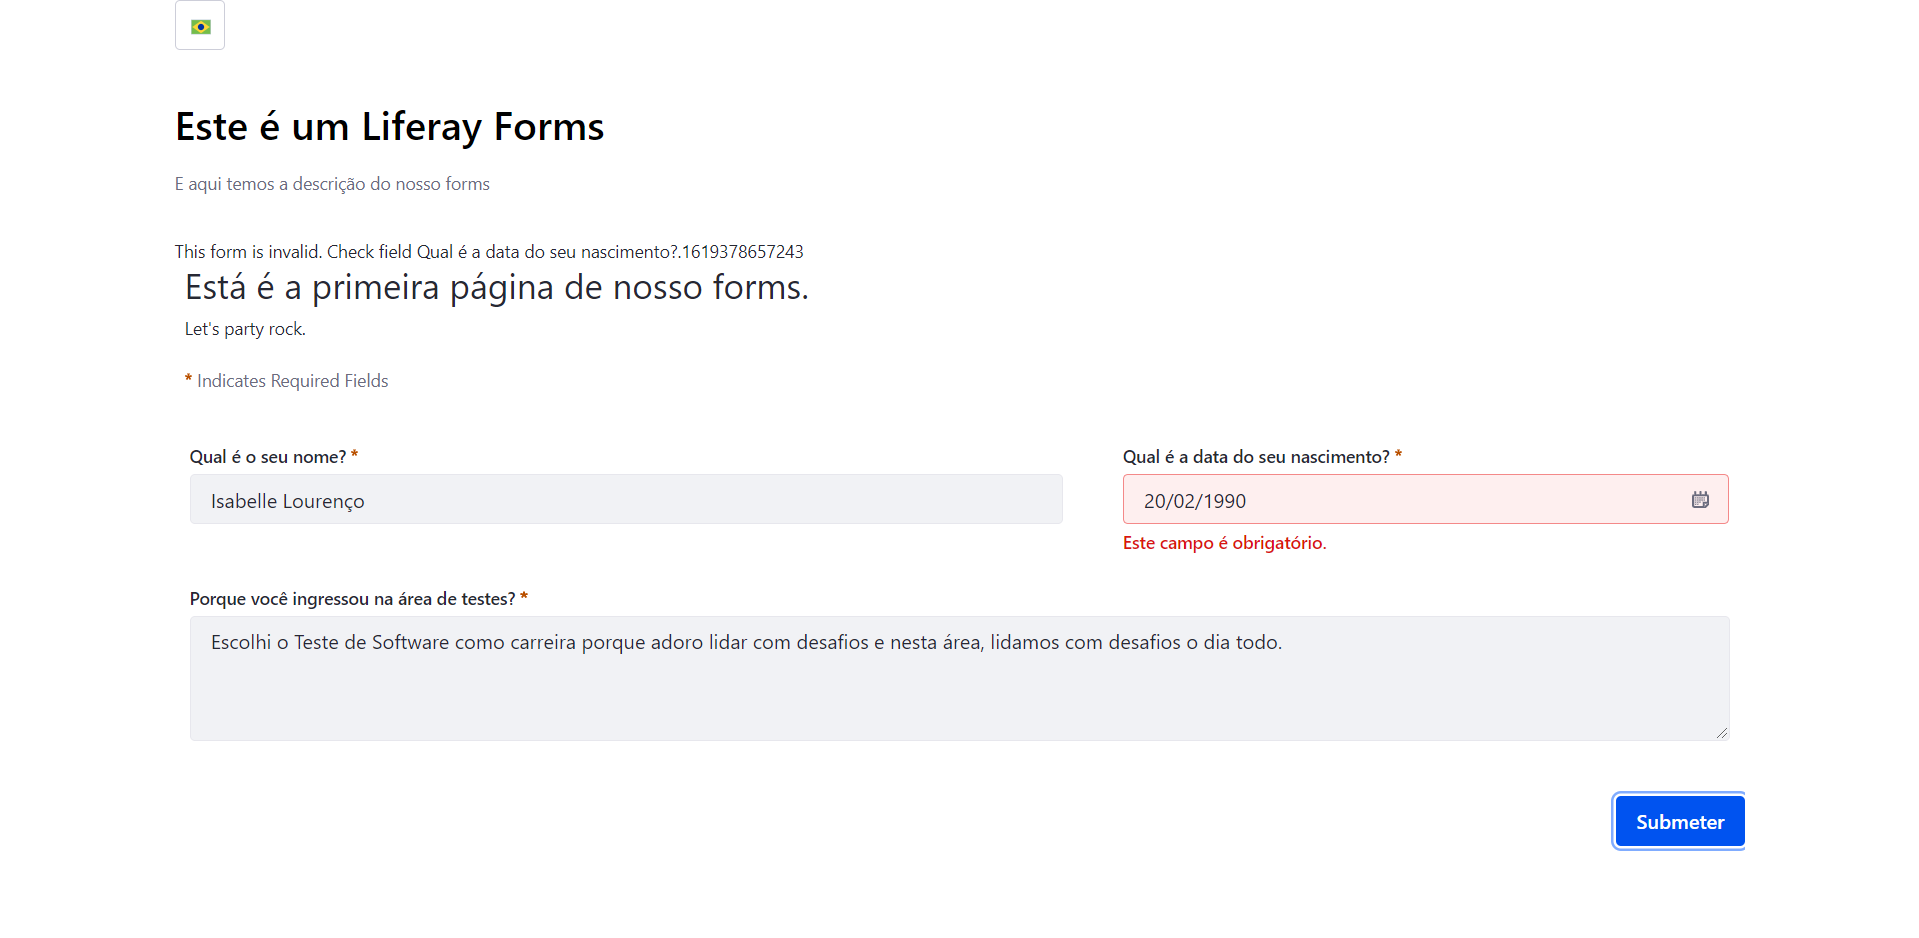 Este é um Liferay Forms
E aqui temos a descrição do nosso forms
This form is invalid. Check field Qual é a data do seu nascimento?.1619378657243
Está é a primeira página de nosso forms.
Let's party rock.
* Indicates Required Fields
Qual é o seu nome? *
Isabelle Lourenço
Qual é a data do seu nascimento? *
20/02/1990
Este campo é obrigatório.
Porque você ingressou na área de testes? *
Escolhi o Teste de Software como carreira porque adoro lidar com desafios e nesta área, lidamos com desafios o dia todo.
Submeter